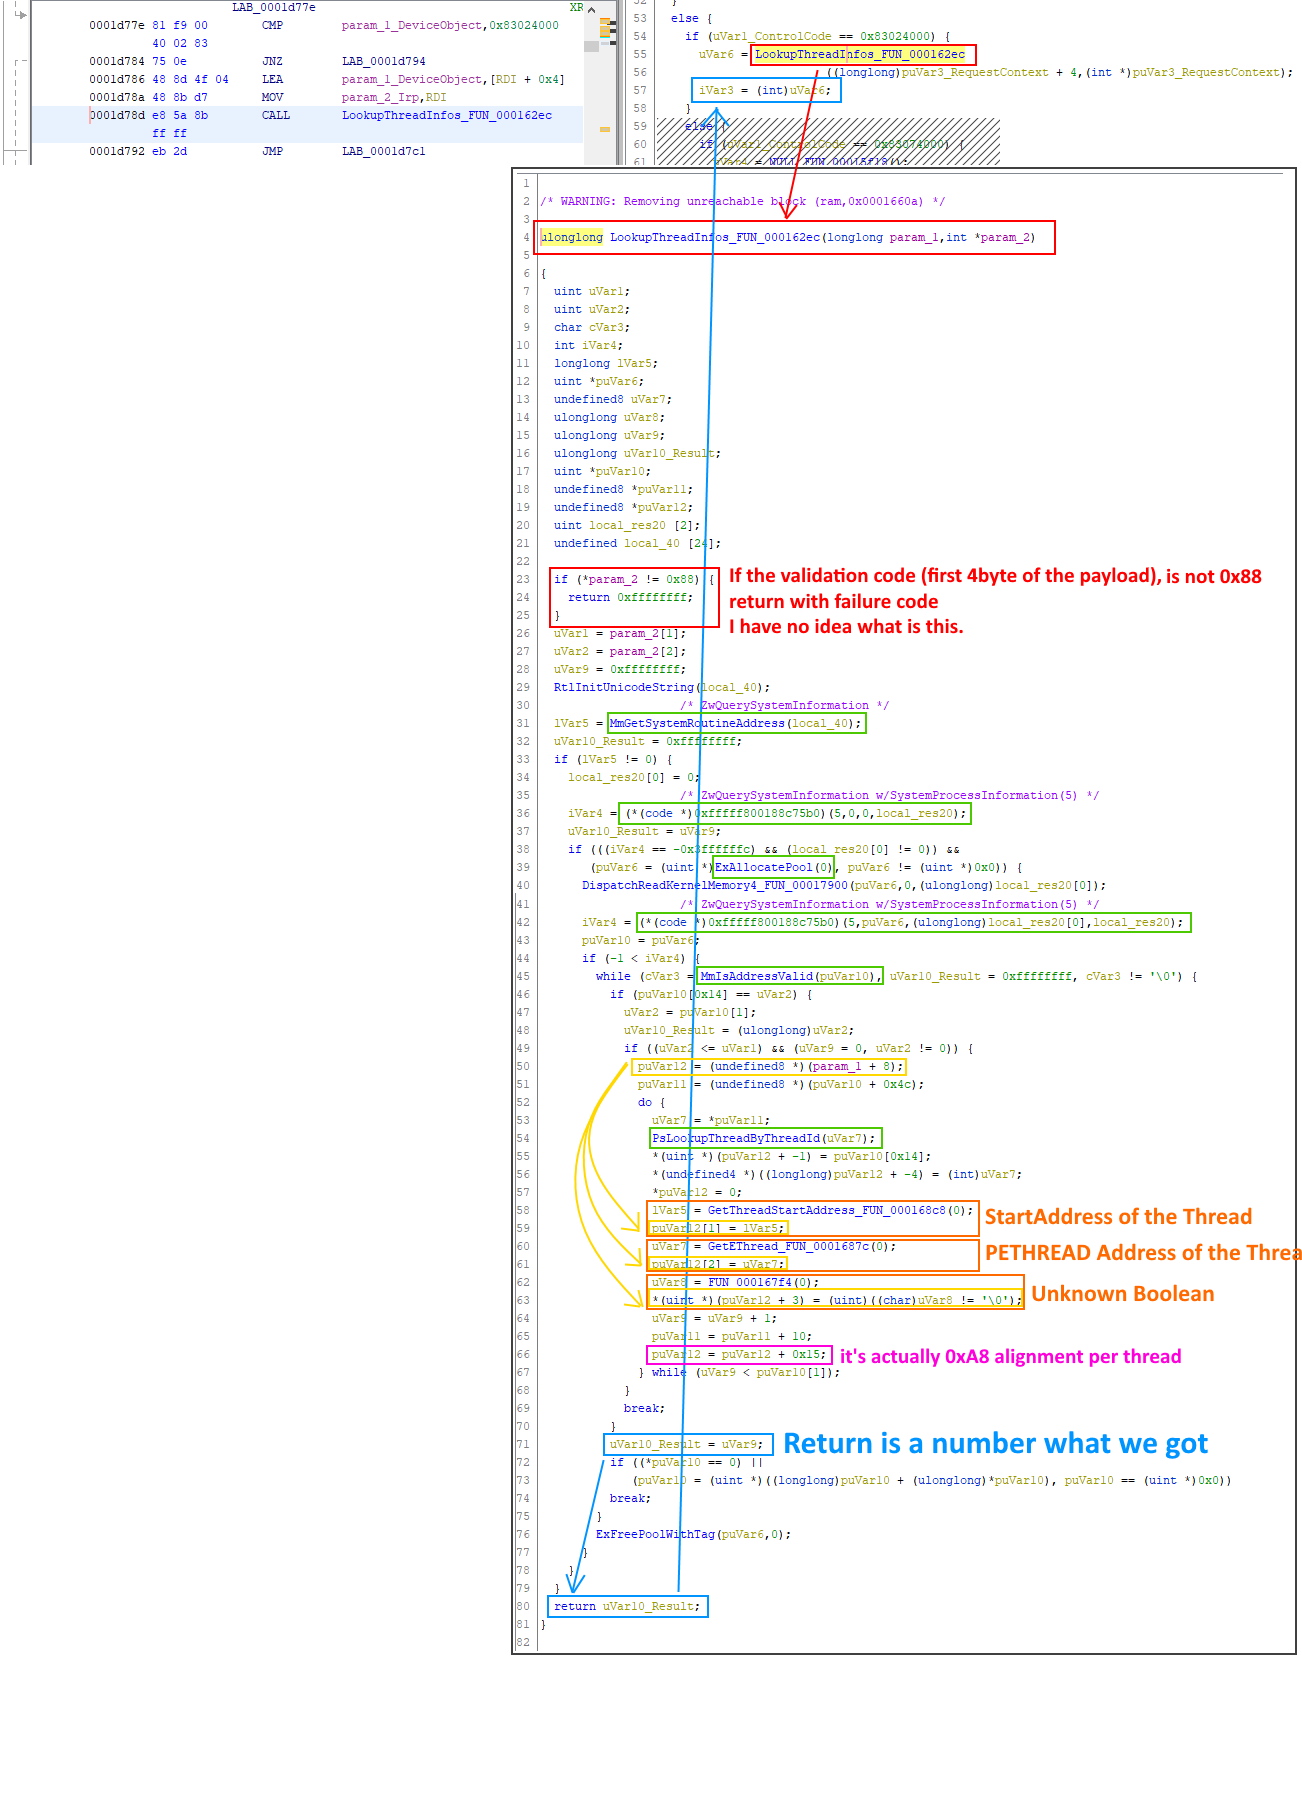 LAB_0001d77e XR
0001d77e 81 f9 00 CMP param_1_DeviceObject,0x83024000
40 02 83
0001d784 75 0e JNZ LAB_0001d794
0001d786 48 8d 4f 04 LEA param_1_DeviceObject,[RDI + 0x4]
0001d78a 48 8b d7 MOV param_2_Irp,RDI
0001d78d e8 5a 8b CALL LookupThreadInfos_FUN_000162ec
ff ff
0001d792 eb 2d JMP LAB_0001d7c1
52 }
53 else {
54 if (uVar1_ControlCode == 0x83024000) {
55 uVar6 = LookupThreadInfos_FUN_000162ec
56 ((longlong)puVar3_RequestContext + 4,(int *)puVar3_RequestContext);
57 iVar3 = (int)uVar6;
58 }
59 else {
60 if (uVar1_ControlCode == 0x83074000) {
61 uVar4 = NULL_FUN_00015f18();
1
2 /* WARNING: Removing unreachable block (ram,0x0001660a) */
3
4 ulonglong LookupThreadInfos_FUN_000162ec(longlong param_1,int *param_2)
5
6 {
7 uint uVar1;
8 uint uVar2;
9 char cVar3;
10 int iVar4;
11 longlong lVar5;
12 uint *puVar6;
13 undefined8 uVar7;
14 ulonglong uVar8;
15 ulonglong uVar9;
16 ulonglong uVar10_Result;
17 uint *puVar10;
18 undefined8 *puVar11;
19 undefined8 *puVar12;
20 uint local_res20 [2];
21 undefined local_40 [24];
22
23 if (*param_2 != 0x88) {
24 return 0xffffffff;
25 }
If the validation code (first 4byte of the payload), is not 0x88
return with failure code
I have no idea what is this.
26 uVar1 = param_2[1];
27 uVar2 = param_2[2];
28 uVar9 = 0xffffffff;
29 RtlInitUnicodeString(local_40);
30 /* ZwQuerySystemInformation */
31 lVar5 = MmGetSystemRoutineAddress(local_40);
32 uVar10_Result = 0xffffffff;
33 if (lVar5 != 0) {
34 local_res20[0] = 0;
35 /* ZwQuerySystemInformation w/SystemProcessInformation(5) */
36 iVar4 = (*(code *)0xfffff800188c75b0)(5,0,0,local_res20);
37 uVar10_Result = uVar9;
38 if (((iVar4 == -0x3ffffffc) && (local_res20[0] != 0)) &&
39 (puVar6 = (uint *)ExAllocatePool(0), puVar6 != (uint *)0x0)) {
40 DispatchReadKernelMemory4_FUN_00017900(puVar6,0,(ulonglong)local_res20[0]);
41 /* ZwQuerySystemInformation w/SystemProcessInformation(5) */
42 iVar4 = (*(code *)0xfffff800188c75b0)(5,puVar6,(ulonglong)local_res20[0],local_res20);
43 puVar10 = puVar6;
44 if (-1 < iVar4) {
45 while (cVar3 = MmIsAddressValid(puVar10), uVar10_Result = 0xffffffff, cVar3 != '\0') {
46 if (puVar10[0x14] == uVar2) {
47 uVar2 = puVar10[1];
48 uVar10_Result = (ulonglong)uVar2;
49 if ((uVar2 <= uVar1) && (uVar9 = 0, uVar2 != 0)) {
50 puVar12 = (undefined8 *)(param_1 + 8);
51 puVar11 = (undefined8 *)(puVar10 + 0x4c);
52 do {
53 uVar7 = *puVar11;
54 PsLookupThreadByThreadId(uVar7);
55 *(uint *)(puVar12 + -1) = puVar10[0x14];
56 *(undefined4 *)((longlong)puVar12 + -4) = (int)uVar7;
57 *puVar12 = 0;
58 lVar5 = GetThreadStartAddress_FUN_000168c8(0);
59 puVar12[1] = lVar5;
StartAddress of the Thread
60 uVar7 = GetEThread_FUN_0001687c(0);
61 puVar12[2] = uVar7;
PETHREAD Address of the Threa
62 uVar8 = FUN_000167f4(0);
63 *(uint *)(puVar12 + 3) = (uint)((char)uVar8 != '\0');
Unknown Boolean
64 uVar9 = uVar9 + 1;
65 puVar11 = puVar11 + 10;
66 puVar12 = puVar12 + 0x15; it's actually 0xA8 alignment per thread
67 } while (uVar9 < puVar10[1]);
68 }
69 break;
70 }
71 uVar10_Result = uVar9; Return is a number what we got
72 if ((*puVar10 == 0) ||
73 (puVar10 = (uint *)((longlong)puVar10 + (ulonglong)*puVar10), puVar10 == (uint *)0x0))
74 break;
75 }
76 ExFreePoolWithTag(puVar6,0);
77 }
78 }
79 }
80 return uVar10_Result;
81 }
82